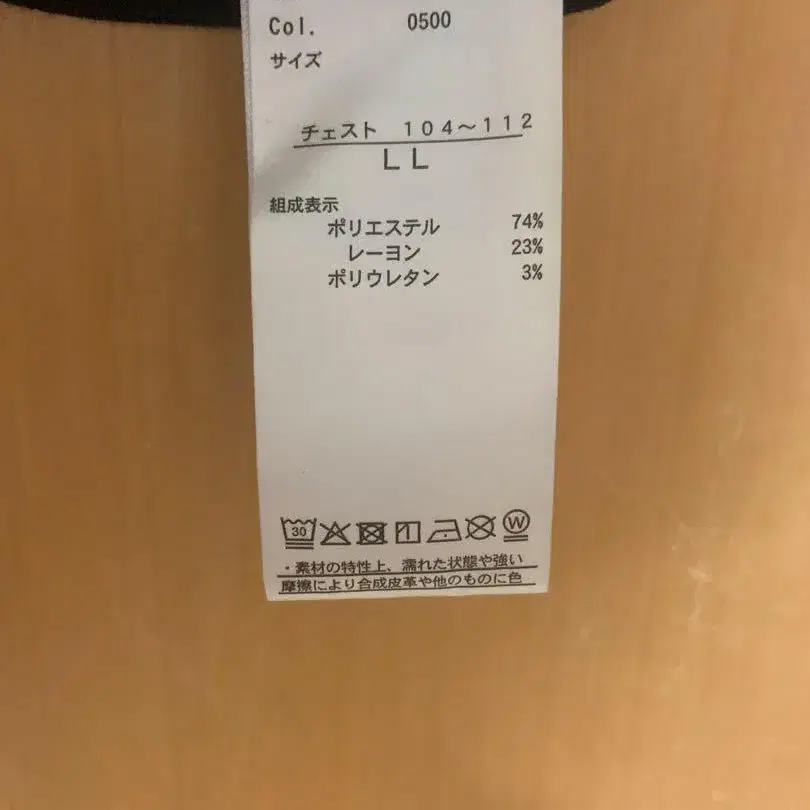 Col. 0500
サイズ
チェスト 104～112
LL
組成表示
ポリエステル 74%
レーヨン 23%
ポリウレタン 3%
30 W
・素材の特性上、濡れた状態や強い
摩擦により合成皮革や他のものに色